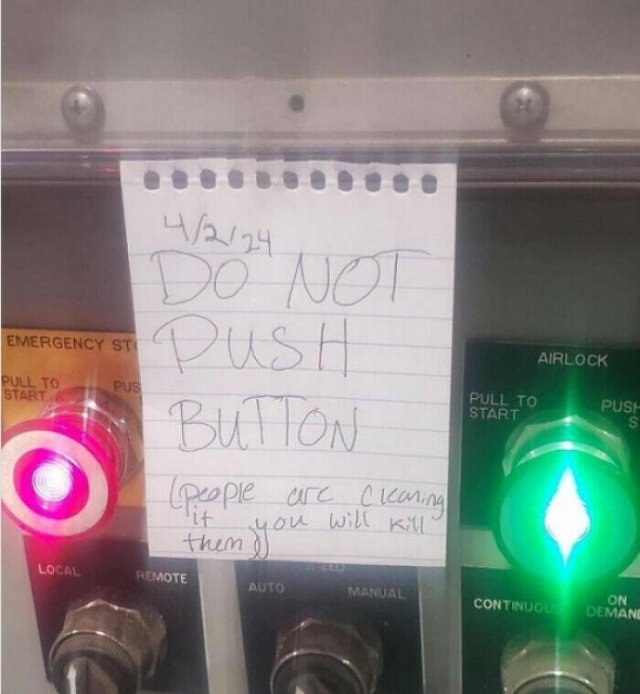 4/2/24
DO NOT
PUSH
BUTTON
(people are cleaning
it you will kill
them))
EMERGENCY ST
PULL TO
START
PUS
AIRLOCK
PULL TO
START
PUSH
S
LOCAL
REMOTE
AUTO
MANUAL
CONTINUOU
ON
DEMAND